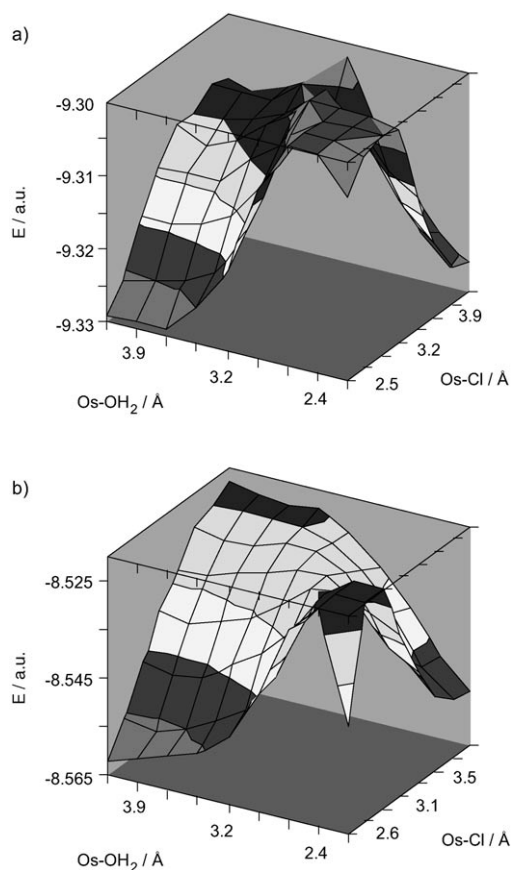 a)
-9.30
-9.31
-9.32
-9.33
E / a.u.
3.9
3.2
2.4
Os-OH₂ / Å
2.5
3.2
3.9
Os-Cl / Å
b)
-8.525
-8.545
-8.565
E / a.u.
3.9
3.2
2.4
Os-OH₂ / Å
2.6
3.1
3.5
Os-Cl / Å